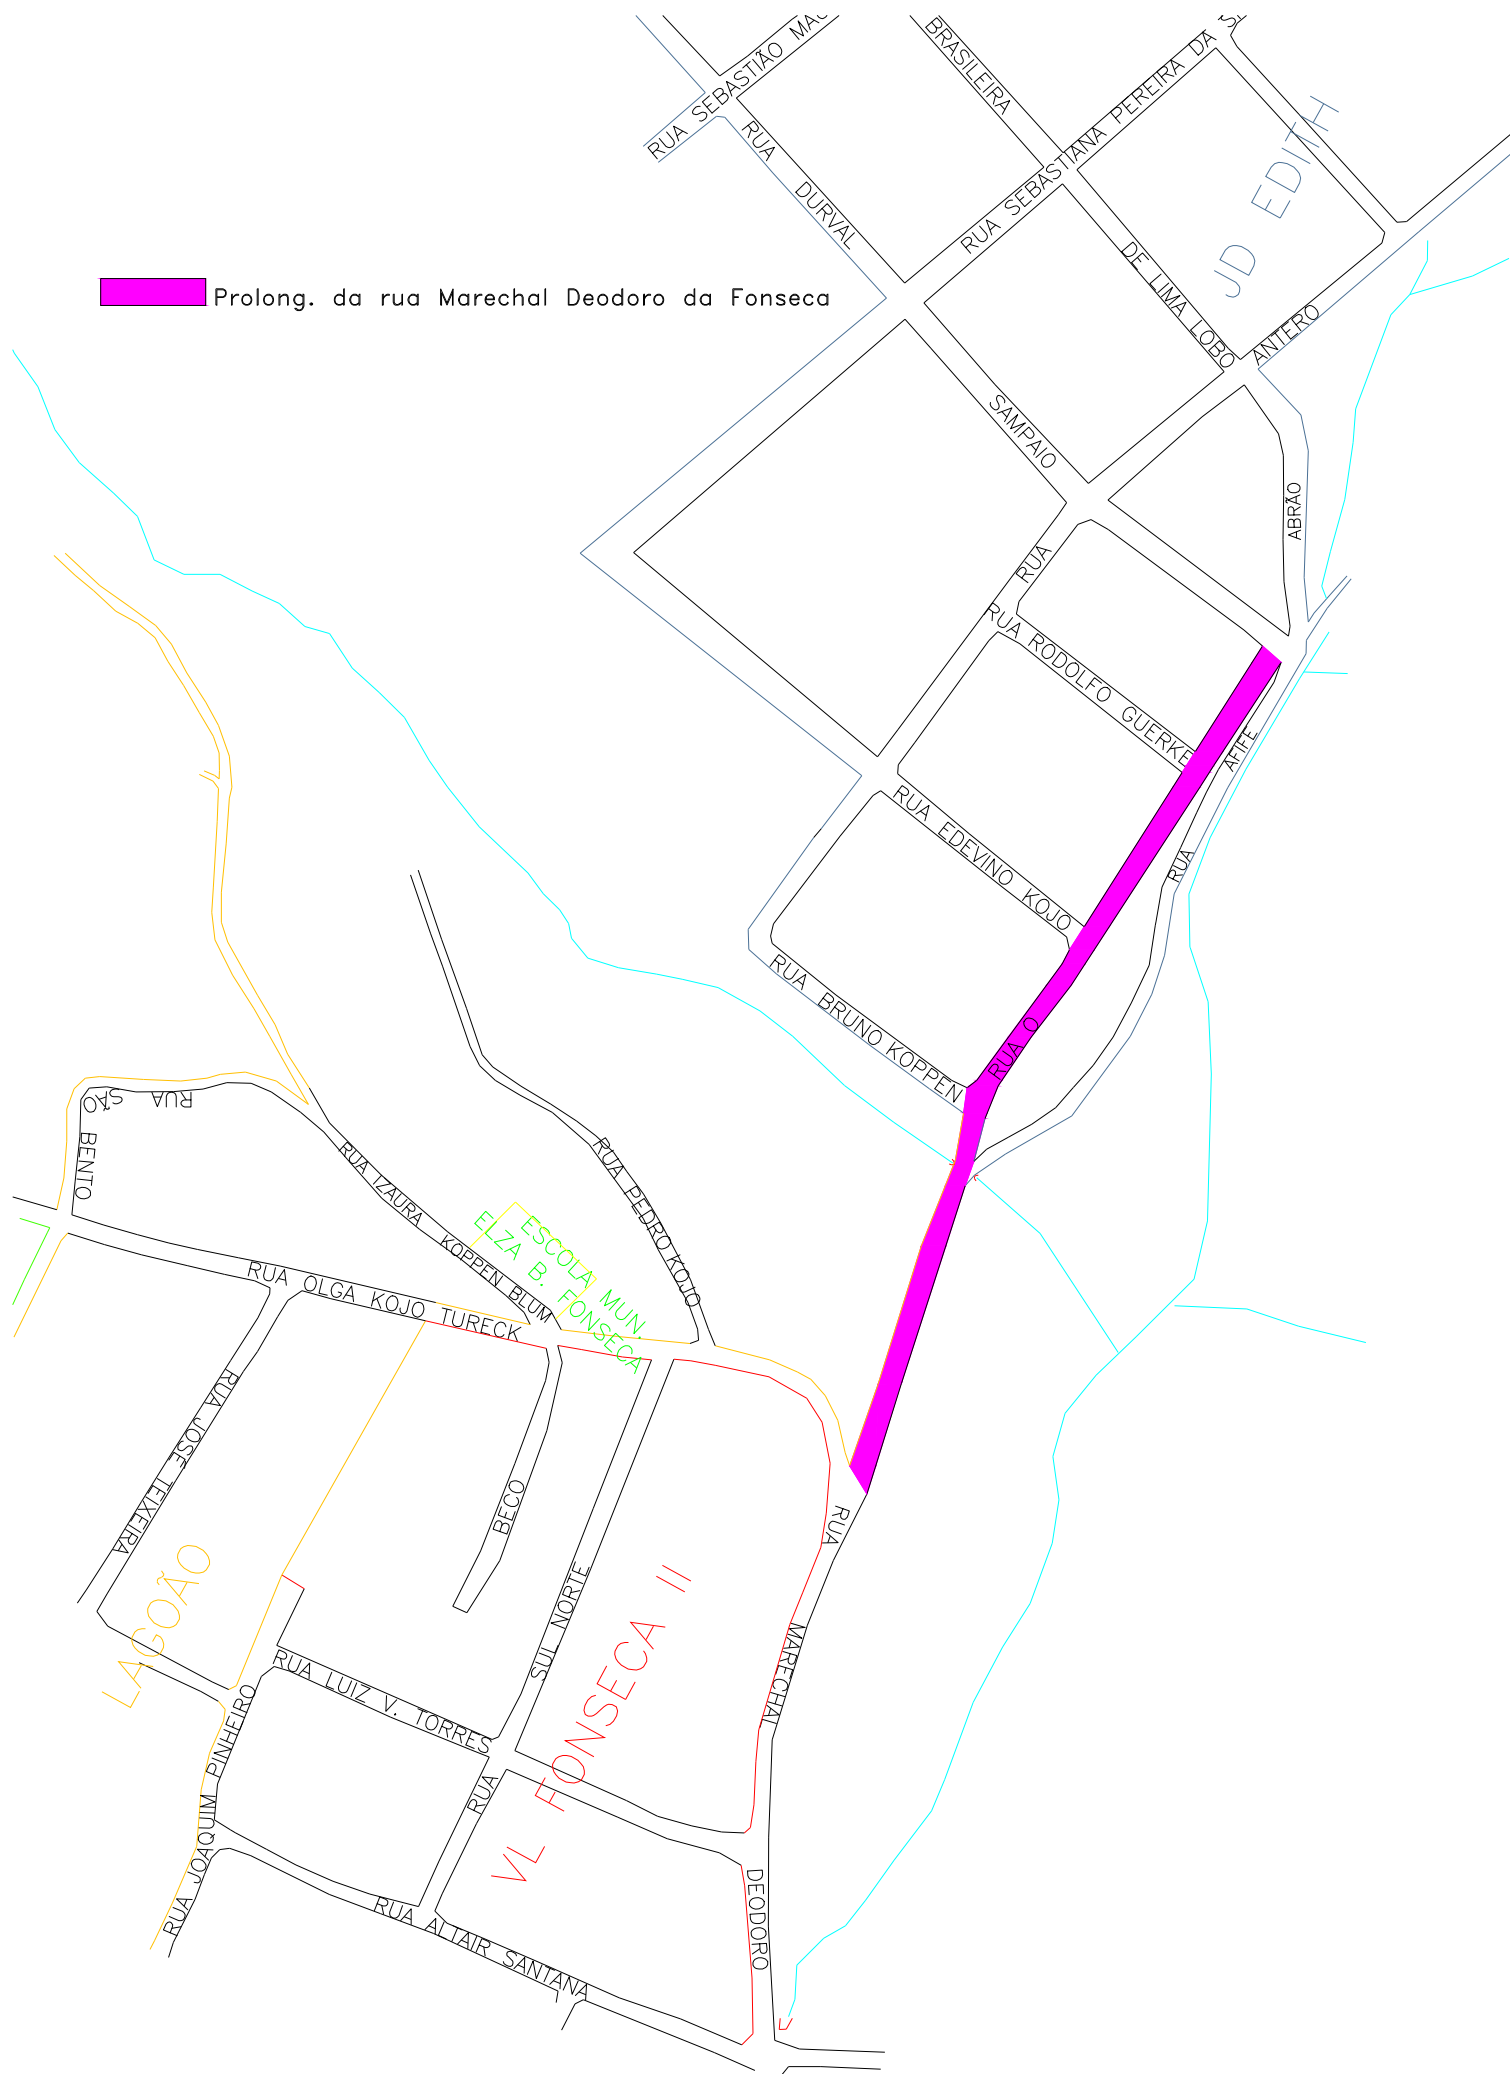 RUA SEBASTIÃO
BRASILEIRA
RUA SEBASTIANA PEREIRA DA
JD EDITH
RUA DURVAL
SAMPAIO
DE LIMA LOBO
ANTERO
Prolong. da rua Marechal Deodoro da Fonseca
ABRÃO
RUA
RUA RODOLFO GUERKE
AFIFE
RUA
RUA EDEVINO KOJO
RUA BRUNO KOPPEN
RUA O
RUA SÃO
BENTO
RUA IZAURA KOPPEN BLUM
RUA PEDRO KOJO
ESCOLA MUN.
ELZA B. FONSECA
RUA OLGA KOJO TURECK
RUA JOSE TEIXEIRA
BECO
LAGOÃO
SUL NORTE
RUA
VL FONSECA II
RUA
MARECHAL
DEODORO
RUA LUIZ V. TORRES
RUA JOAQUIM PINHEIRO
RUA ALTAIR SANTANA